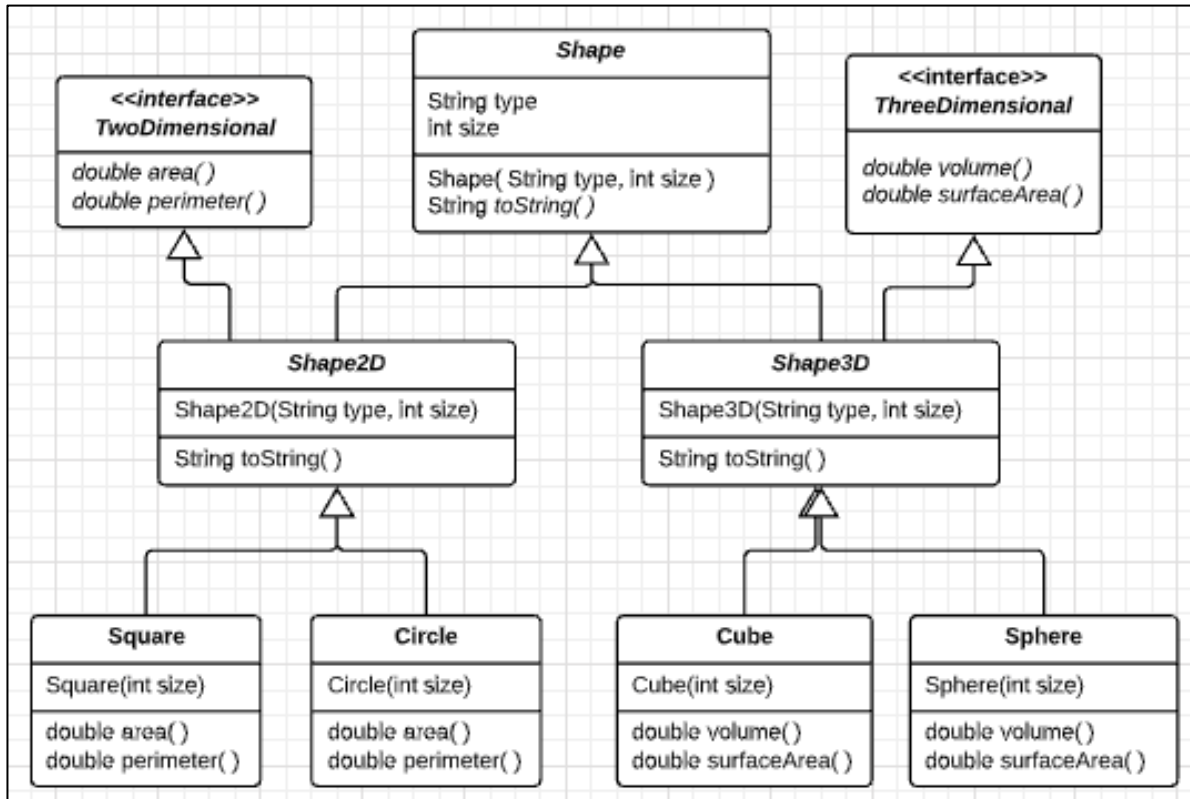 <<interface>>
TwoDimensional
double area( )
double perimeter( )
Shape
String type
int size
Shape( String type, int size )
String toString( )
<<interface>>
ThreeDimensional
double volume( )
double surfaceArea( )
Shape2D
Shape2D(String type, int size)
String toString( )
Shape3D
Shape3D(String type, int size)
String toString( )
Square
Square(int size)
double area( )
double perimeter( )
Circle
Circle(int size)
double area( )
double perimeter( )
Cube
Cube(int size)
double volume( )
double surfaceArea( )
Sphere
Sphere(int size)
double volume( )
double surfaceArea( )